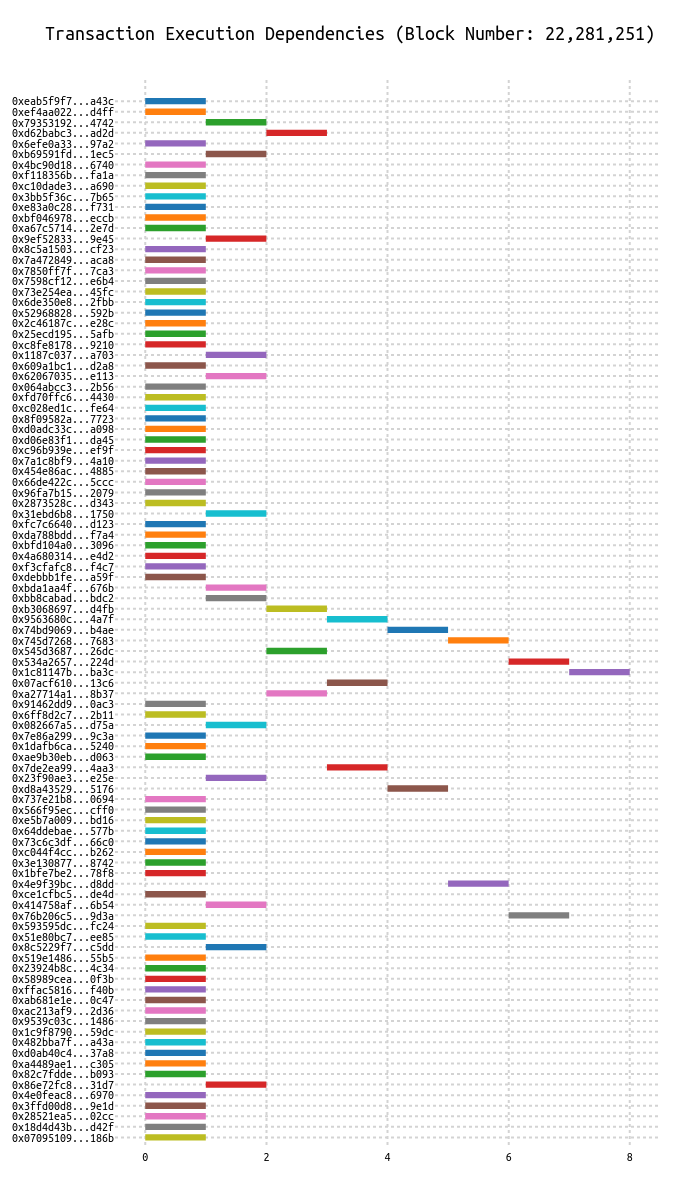 Transaction Execution Dependencies (Block Number: 22,281,251)
0xeab5f9f7...a43c
0xef4aa022...d4ff
0x79353192...4742
0xd62babc3...ad2d
0x6efe0a33...97a2
0xb69591fd...1ec5
0x4bc90d18...6740
0xf118356b...fa1a
0xc10dade3...a690
0x3bb5f36c...7b65
0xe83a0c28...f731
0xbf046978...eccb
0xa67c5714...2e7d
0x9ef52833...9e45
0x8c5a1503...cf23
0x7a472849...aca8
0x7850ff7f...7ca3
0x7598cf12...e6b4
0x73e254ea...45fc
0x6de350e8...2fbb
0x52968828...592b
0x2c46187c...e28c
0x25ecd195...5afb
0xc8fe8178...9210
0x1187c037...a703
0x609a1bc1...d2a8
0x62067035...e113
0x064abcc3...2b56
0xfd70ffc6...4430
0xc028ed1c...fe64
0x8f09582a...7723
0xd0adc33c...a098
0xd06e83f1...da45
0xc96b939e...ef9f
0x7a1c8bf9...4a10
0x454e86ac...4885
0x66de422c...5ccc
0x96fa7b15...2079
0x2873528c...d343
0x31ebd6b8...1750
0xfc7c6640...d123
0xda788bdd...f7a4
0xbfd104a0...3096
0x4a680314...e4d2
0xf3cfafc8...f4c7
0xdebbb1fe...a59f
0xbda1aa4f...676b
0xbb8cabad...bdc2
0xb3068697...d4fb
0x9563680c...4a7f
0x74bd9069...b4ae
0x745d7268...7683
0x545d3687...26dc
0x534a2657...224d
0x1c81147b...ba3c
0x07acf610...13c6
0xa27714a1...8b37
0x91462dd9...0ac3
0x6ff8d2c7...2b11
0x082667a5...d75a
0x7e86a299...9c3a
0x1dafb6ca...5240
0xae9b30eb...d063
0x7de2ea99...4aa3
0x23f90ae3...e25e
0xd8a43529...5176
0x737e21b8...0694
0x566f95ec...cff0
0xe5b7a009...bd16
0x64ddebae...577b
0x73c6c3df...66c0
0xc044f4cc...b262
0x3e130877...8742
0x1bfe7be2...78f8
0x4e9f39bc...d8dd
0xce1cfbc5...de4d
0x414758af...6b54
0x76b206c5...9d3a
0x593595dc...fc24
0x51e80bc7...ee85
0x8c5229f7...c5dd
0x519e1486...55b5
0x23924b8c...4c34
0x58989cea...0f3b
0xffac5816...f40b
0xab681e1e...0c47
0xac213af9...2d36
0x9539c03c...1486
0x1c9f8790...59dc
0x482bba7f...a43a
0xd0ab40c4...37a8
0xa4489ae1...c305
0x82c7fdde...b093
0x86e72fc8...31d7
0x4e0feac8...6970
0x3ffd00d8...9e1d
0x28521ea5...02cc
0x18d4d43b...d42f
0x07095109...186b
0 2 4 6 8